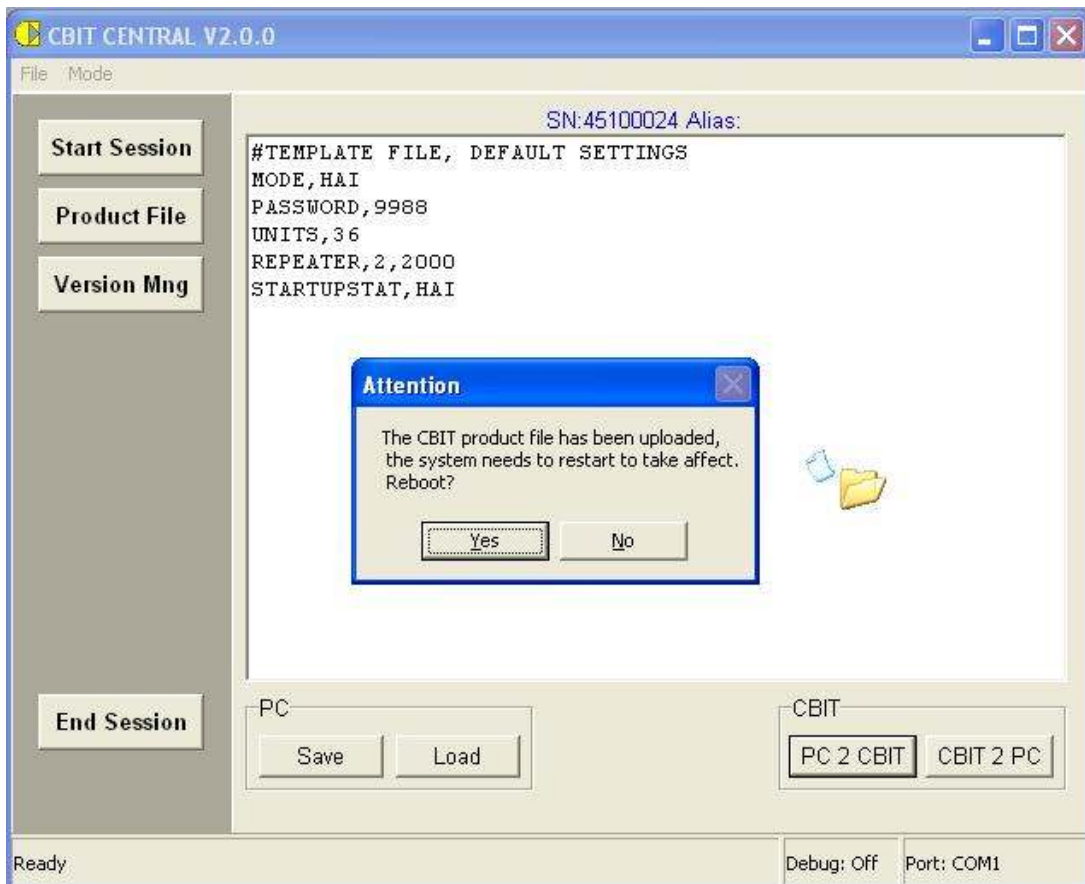 CBIT CENTRAL V2.0.0
File Mode
Start Session
Product File
Version Mng
End Session
SN:45100024 Alias:
#TEMPLATE FILE, DEFAULT SETTINGS
MODE,HAI
PASSWORD,9988
UNITS,36
REPEATER,2,2000
STARTUPSTAT,HAI
Attention
The CBIT product file has been uploaded,
the system needs to restart to take affect.
Reboot?
Yes No
PC
Save Load
CBIT
PC 2 CBIT CBIT 2 PC
Ready Debug: Off Port: COM1